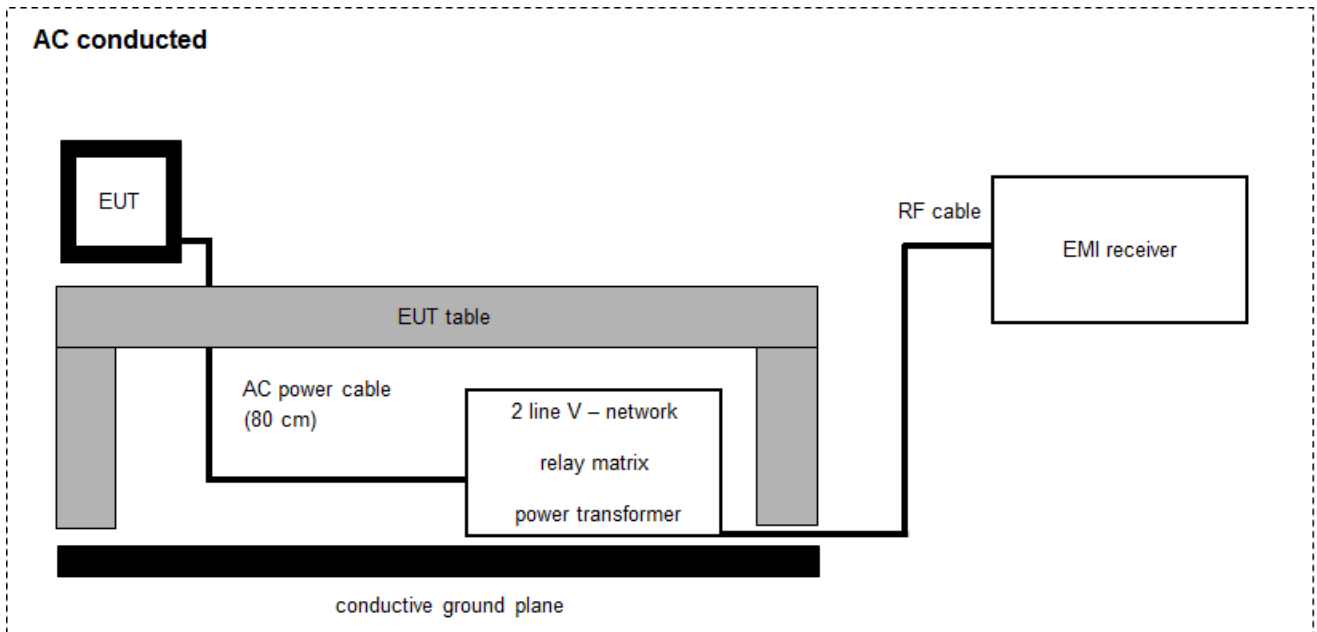 AC conducted
EUT
RF cable
EMI receiver
EUT table
AC power cable
(80 cm)
2 line V – network
relay matrix
power transformer
conductive ground plane